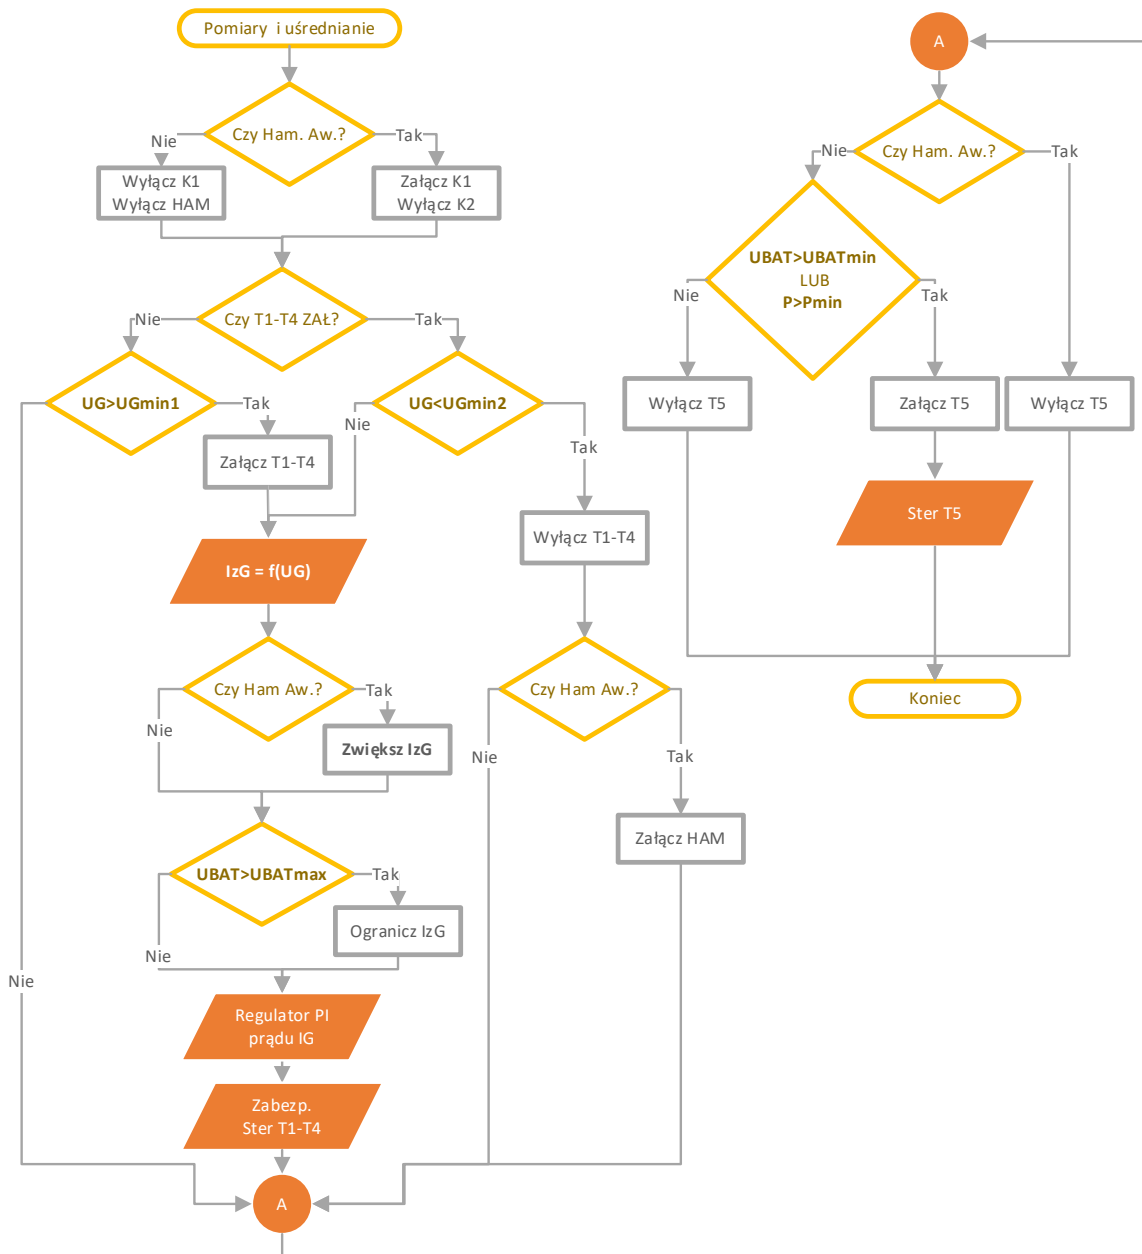 Pomiary i uśrednianie
Czy Ham. Aw.?
Nie
Tak
Wyłącz K1
Wyłącz HAM
Załącz K1
Wyłącz K2
Czy T1-T4 ZAŁ?
Nie
Tak
UG>UGmin1
Tak
UG<UGmin2
Nie
Tak
Załącz T1-T4
Wyłącz T1-T4
IzG = f(UG)
Czy Ham Aw.?
Tak
Nie
Zwiększ IzG
Czy Ham Aw.?
Nie
Tak
Załącz HAM
UBAT>UBATmax
Tak
Nie
Ogranicz IzG
Nie
Regulator PI
prądu IG
Zabezp.
Ster T1-T4
A
A
Czy Ham. Aw.?
Nie
Tak
UBAT>UBATmin
LUB
P>Pmin
Nie
Tak
Wyłącz T5
Załącz T5
Wyłącz T5
Ster T5
Koniec